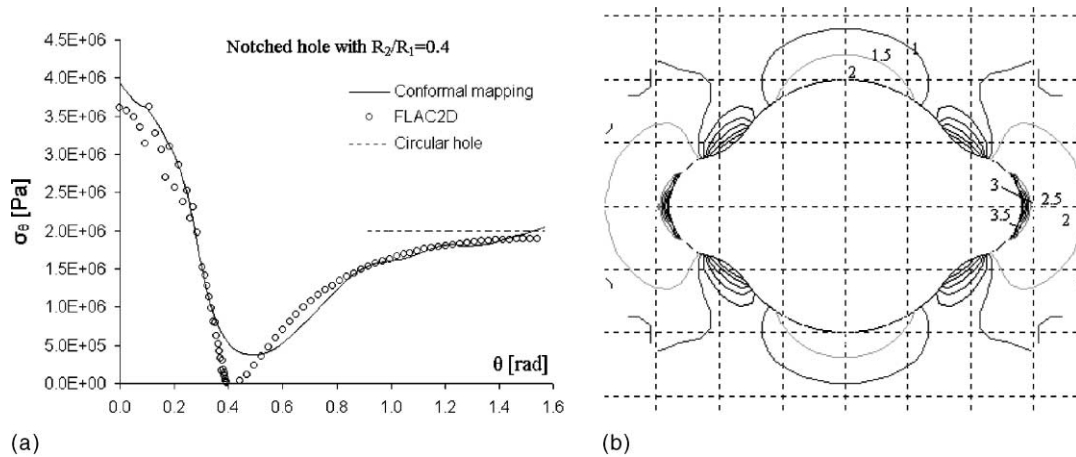 Notched hole with R₂/R₁=0.4
Conformal mapping
FLAC2D
Circular hole
σθ [Pa]
4.5E+06
4.0E+06
3.5E+06
3.0E+06
2.5E+06
2.0E+06
1.5E+06
1.0E+06
5.0E+05
0.0E+00
θ [rad]
0.0 0.2 0.4 0.6 0.8 1.0 1.2 1.4 1.6
(a)
1
1.5
2
3
2.5
3.5
2
(b)